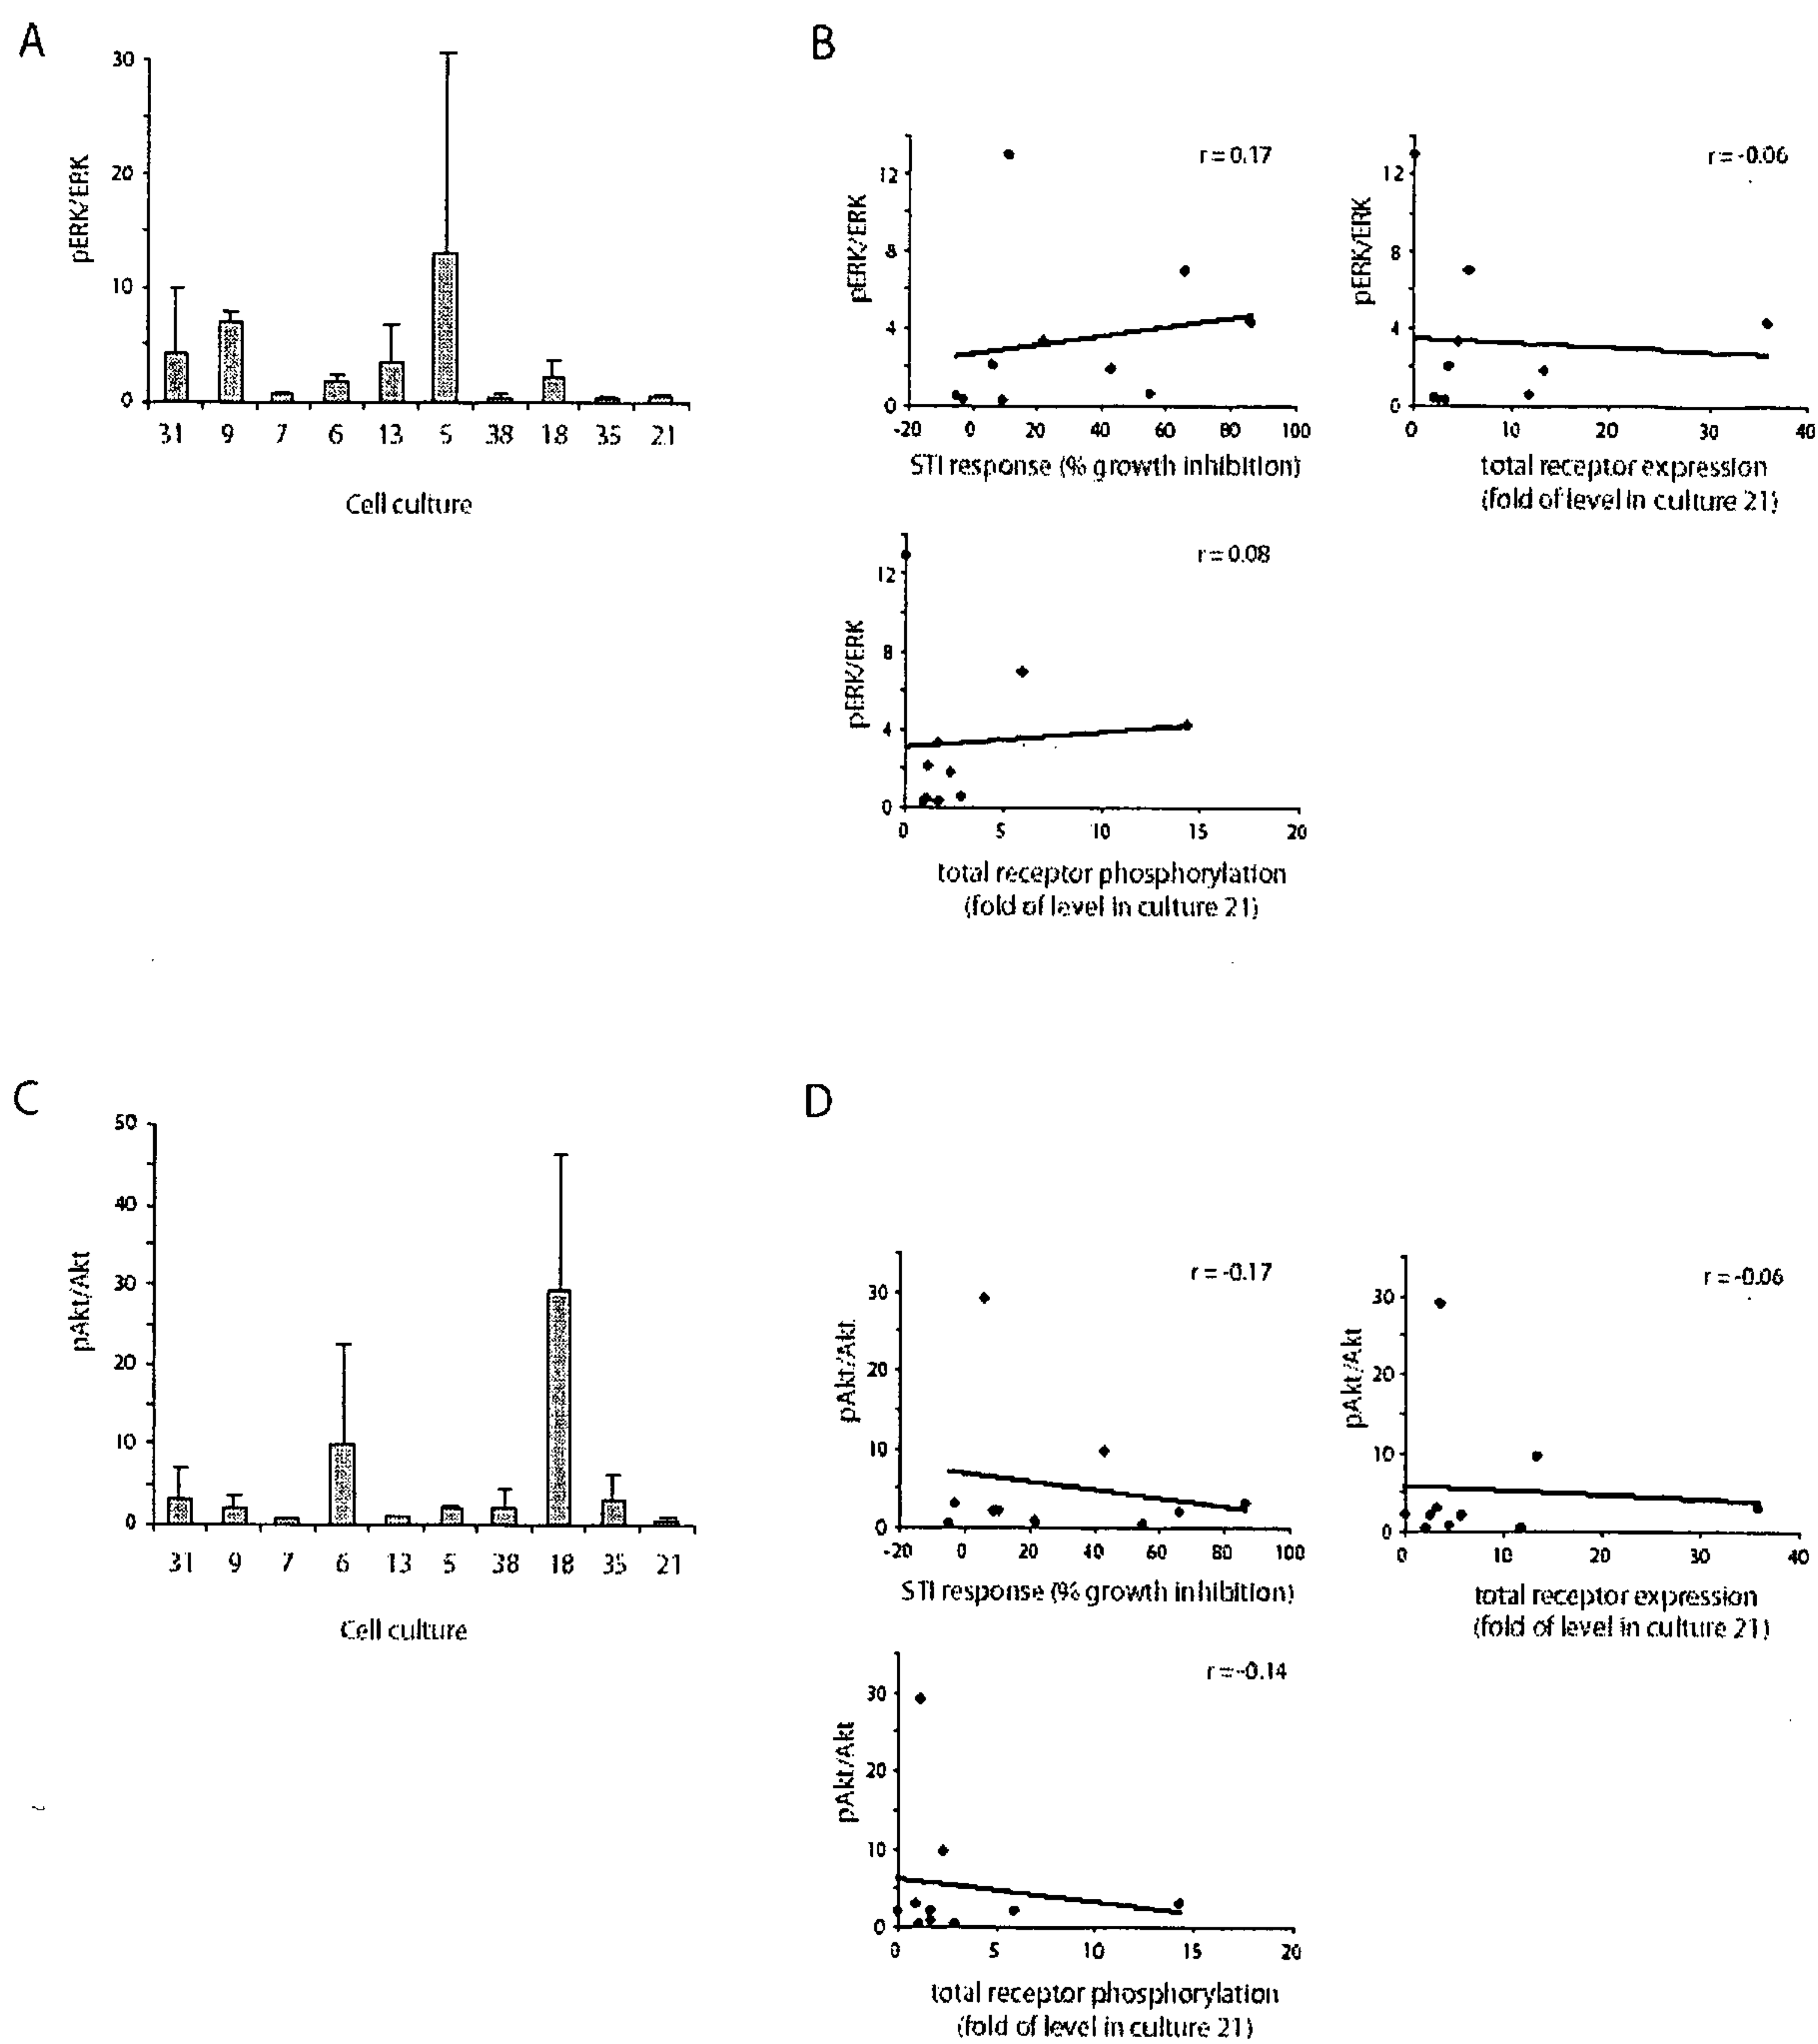 A
30
20
10
0
pERK/ERK
31 9 7 6 13 5 38 18 35 21
Cell culture
B
r = 0.17
12
8
4
0
pERK/ERK
-20 0 20 40 60 80 100
STI response (% growth inhibition)
r = -0.06
12
8
4
0
pERK/ERK
0 10 20 30 40
total receptor expression
(fold of level in culture 21)
r = 0.08
12
8
4
0
pERK/ERK
0 5 10 15 20
total receptor phosphorylation
(fold of level in culture 21)
C
50
40
30
20
10
0
pAkt/Akt
31 9 7 6 13 5 38 18 35 21
Cell culture
D
r = -0.17
30
20
10
0
pAkt/Akt
-20 0 20 40 60 80 100
STI response (% growth inhibition)
r = -0.06
30
20
10
0
pAkt/Akt
0 10 20 30 40
total receptor expression
(fold of level in culture 21)
r = -0.14
30
20
10
0
pAkt/Akt
0 5 10 15 20
total receptor phosphorylation
(fold of level in culture 21)